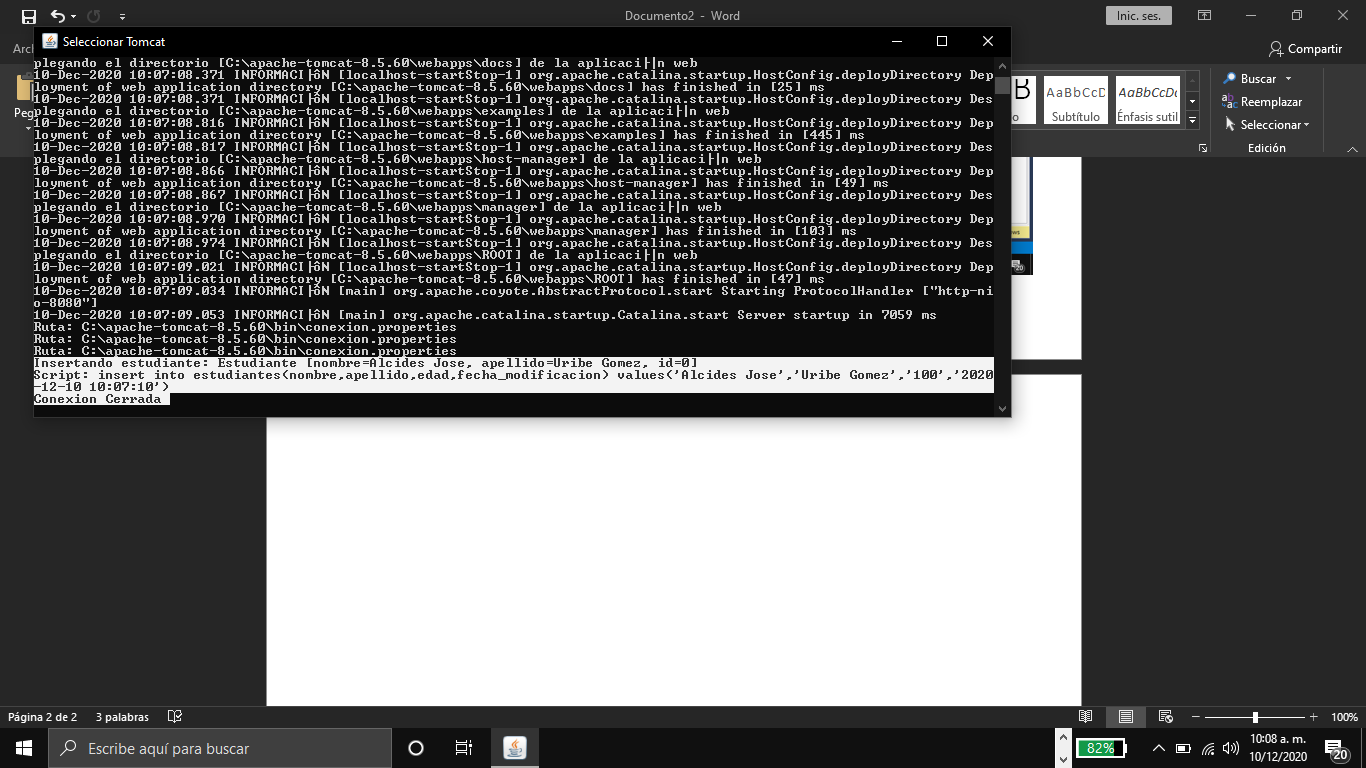 Documento2 - Word
Inic. ses.
Seleccionar Tomcat
Compartir
plegando el directorio [C:\apache-tomcat-8.5.60\webapps\docs] de la aplicaci├│n web
10-Dec-2020 10:07:08.371 INFORMACI├ôN [localhost-startStop-1] org.apache.catalina.startup.HostConfig.deployDirectory Dep
loyment of web application directory [C:\apache-tomcat-8.5.60\webapps\docs] has finished in [25] ms
10-Dec-2020 10:07:08.371 INFORMACI├ôN [localhost-startStop-1] org.apache.catalina.startup.HostConfig.deployDirectory Des
plegando el directorio [C:\apache-tomcat-8.5.60\webapps\examples] de la aplicaci├│n web
10-Dec-2020 10:07:08.816 INFORMACI├ôN [localhost-startStop-1] org.apache.catalina.startup.HostConfig.deployDirectory Dep
loyment of web application directory [C:\apache-tomcat-8.5.60\webapps\examples] has finished in [445] ms
10-Dec-2020 10:07:08.817 INFORMACI├ôN [localhost-startStop-1] org.apache.catalina.startup.HostConfig.deployDirectory Des
plegando el directorio [C:\apache-tomcat-8.5.60\webapps\host-manager] de la aplicaci├│n web
10-Dec-2020 10:07:08.866 INFORMACI├ôN [localhost-startStop-1] org.apache.catalina.startup.HostConfig.deployDirectory Dep
loyment of web application directory [C:\apache-tomcat-8.5.60\webapps\host-manager] has finished in [49] ms
10-Dec-2020 10:07:08.867 INFORMACI├ôN [localhost-startStop-1] org.apache.catalina.startup.HostConfig.deployDirectory Des
plegando el directorio [C:\apache-tomcat-8.5.60\webapps\manager] de la aplicaci├│n web
10-Dec-2020 10:07:08.970 INFORMACI├ôN [localhost-startStop-1] org.apache.catalina.startup.HostConfig.deployDirectory Dep
loyment of web application directory [C:\apache-tomcat-8.5.60\webapps\manager] has finished in [103] ms
10-Dec-2020 10:07:08.974 INFORMACI├ôN [localhost-startStop-1] org.apache.catalina.startup.HostConfig.deployDirectory Des
plegando el directorio [C:\apache-tomcat-8.5.60\webapps\ROOT] de la aplicaci├│n web
10-Dec-2020 10:07:09.021 INFORMACI├ôN [localhost-startStop-1] org.apache.catalina.startup.HostConfig.deployDirectory Dep
loyment of web application directory [C:\apache-tomcat-8.5.60\webapps\ROOT] has finished in [47] ms
10-Dec-2020 10:07:09.034 INFORMACI├ôN [main] org.apache.coyote.AbstractProtocol.start Starting ProtocolHandler ["http-ni
o-8080"]
10-Dec-2020 10:07:09.053 INFORMACI├ôN [main] org.apache.catalina.startup.Catalina.start Server startup in 7059 ms
Ruta: C:\apache-tomcat-8.5.60\bin\conexion.properties
Ruta: C:\apache-tomcat-8.5.60\bin\conexion.properties
Ruta: C:\apache-tomcat-8.5.60\bin\conexion.properties
Insertando estudiante: Estudiante [nombre=Alcides Jose, apellido=Uribe Gomez, id=0]
Script: insert into estudiantes(nombre,apellido,edad,fecha_modificacion) values('Alcides Jose','Uribe Gomez','100','2020
-12-10 10:07:10')
Conexion Cerrada
AaBbCcD
AaBbCcDc
Subtítulo
Énfasis sutil
Buscar
Reemplazar
Seleccionar
Edición
Página 2 de 2
3 palabras
100%
Escribe aquí para buscar
82%
10:08 a. m.
10/12/2020
20